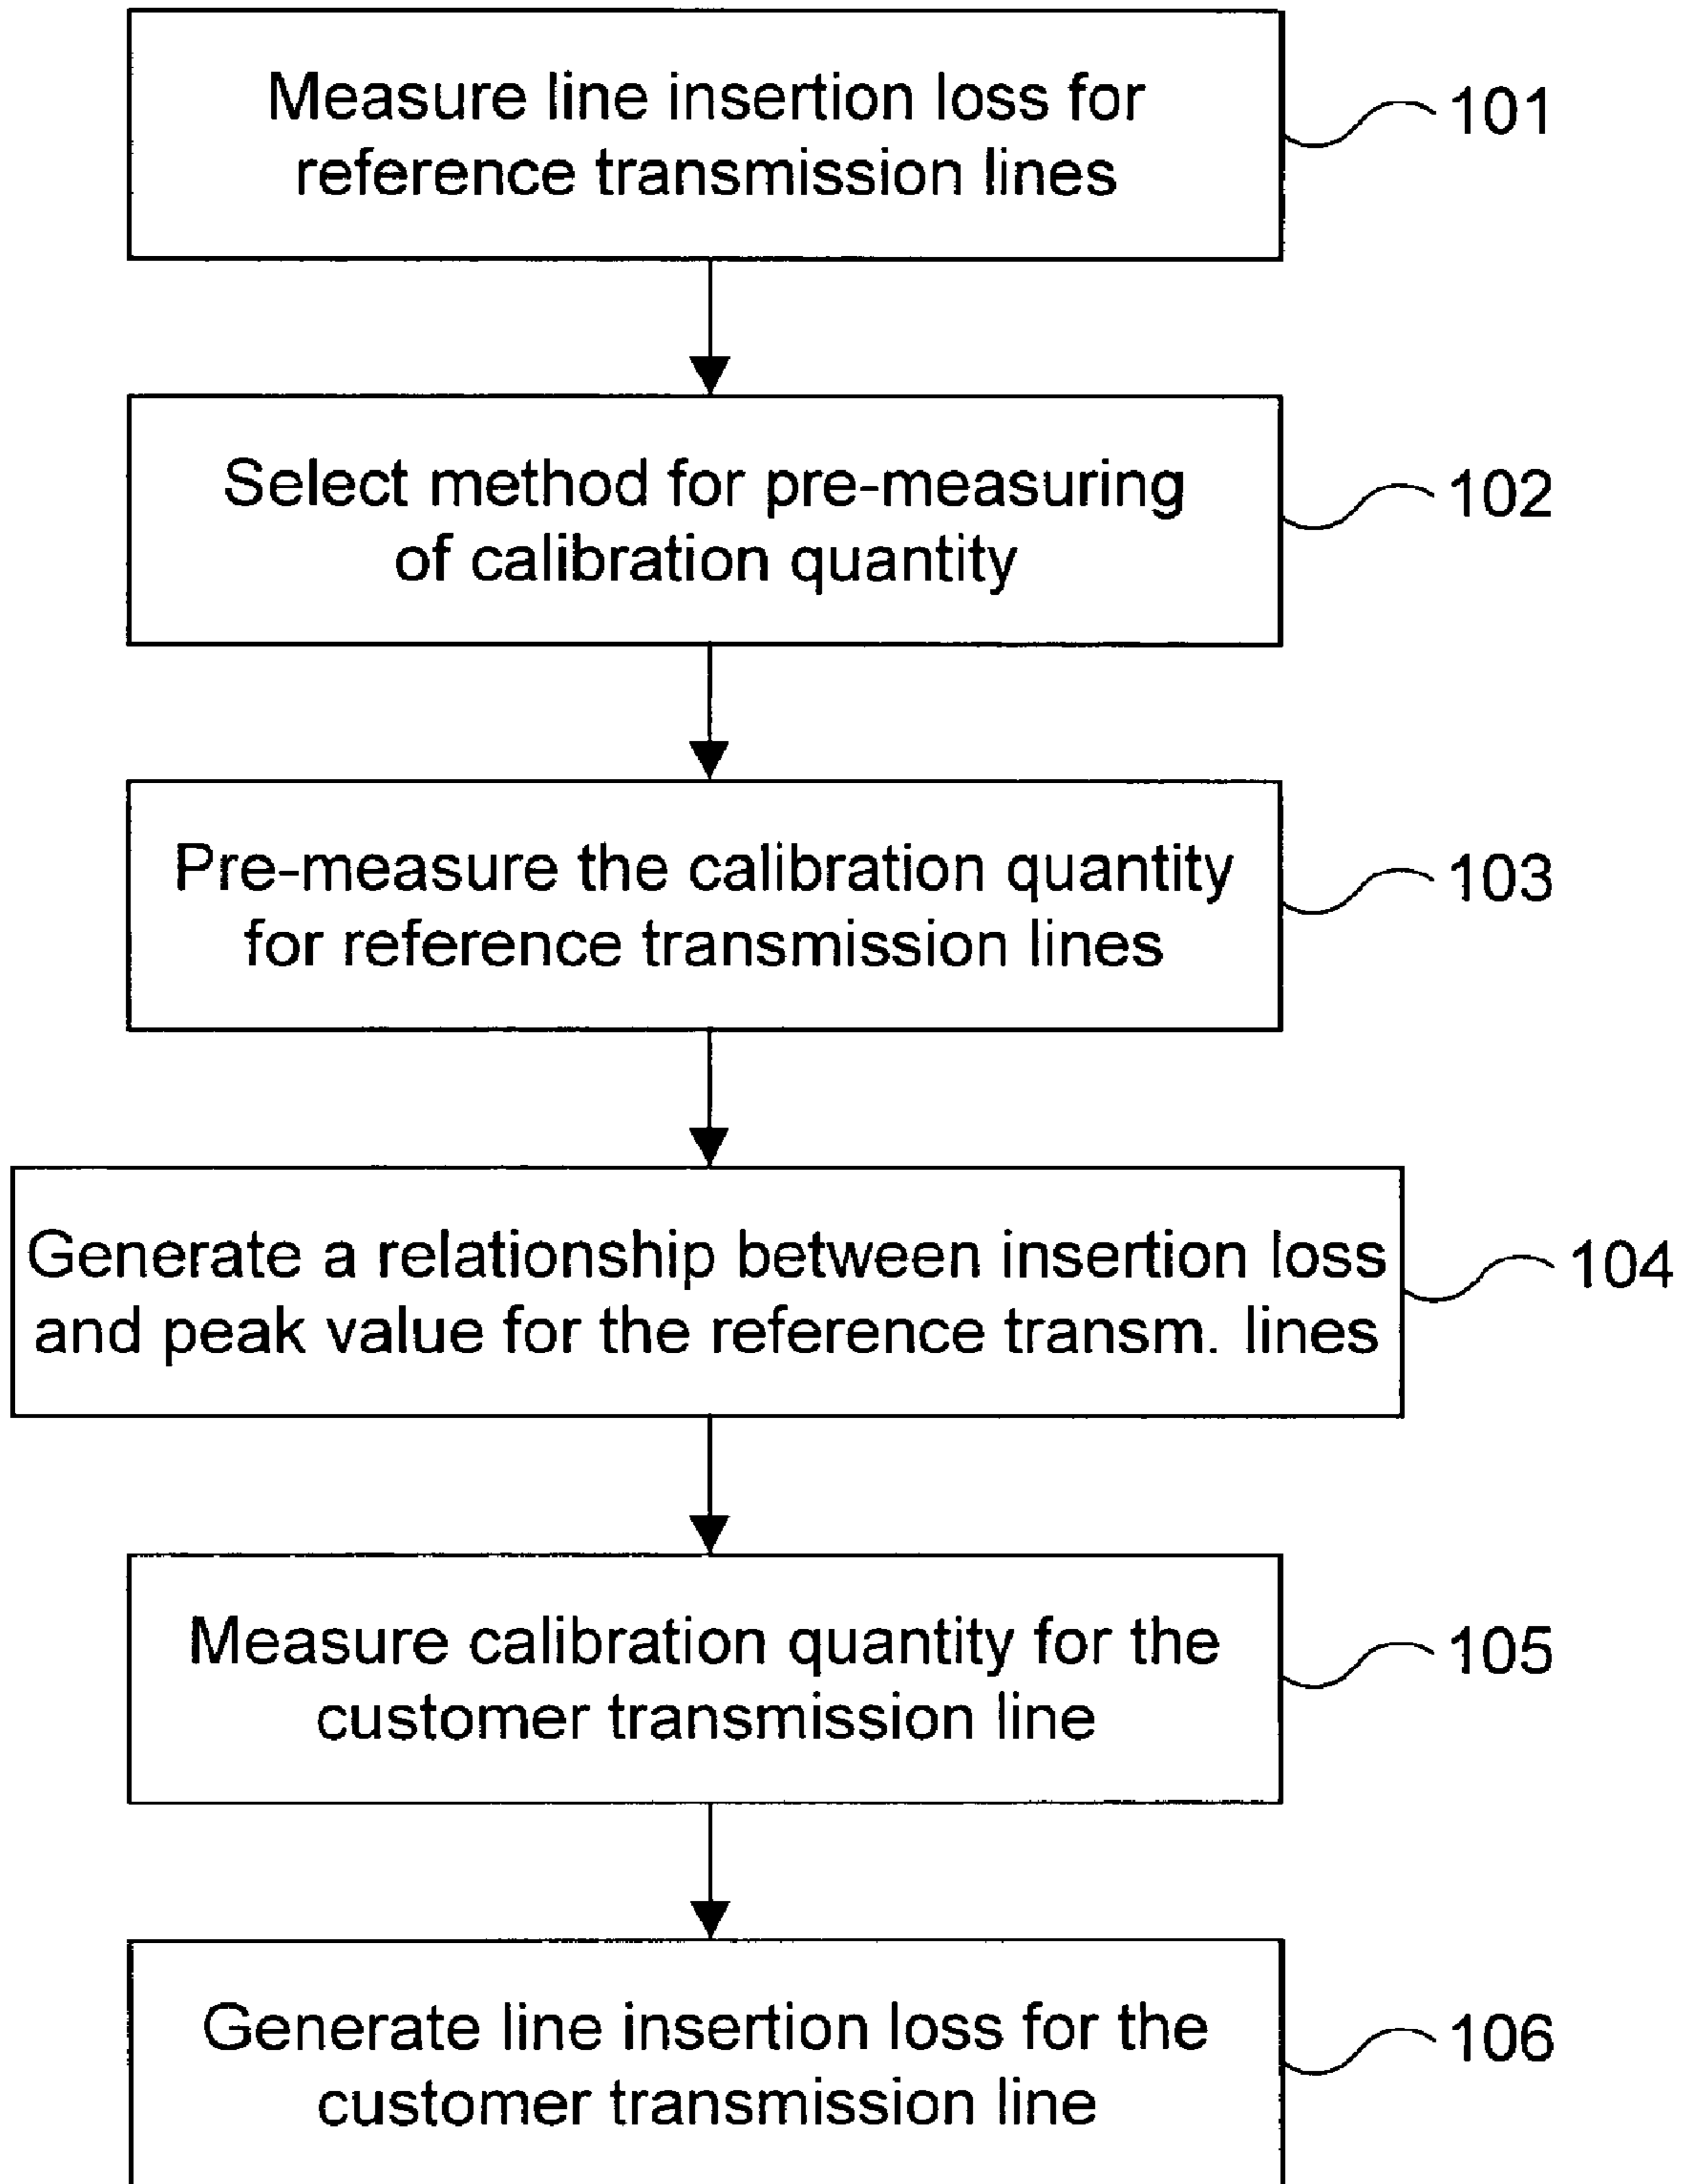 Measure line insertion loss for
reference transmission lines
101
Select method for pre-measuring
of calibration quantity
102
Pre-measure the calibration quantity
for reference transmission lines
103
Generate a relationship between insertion loss
and peak value for the reference transm. lines
104
Measure calibration quantity for the
customer transmission line
105
Generate line insertion loss for the
customer transmission line
106